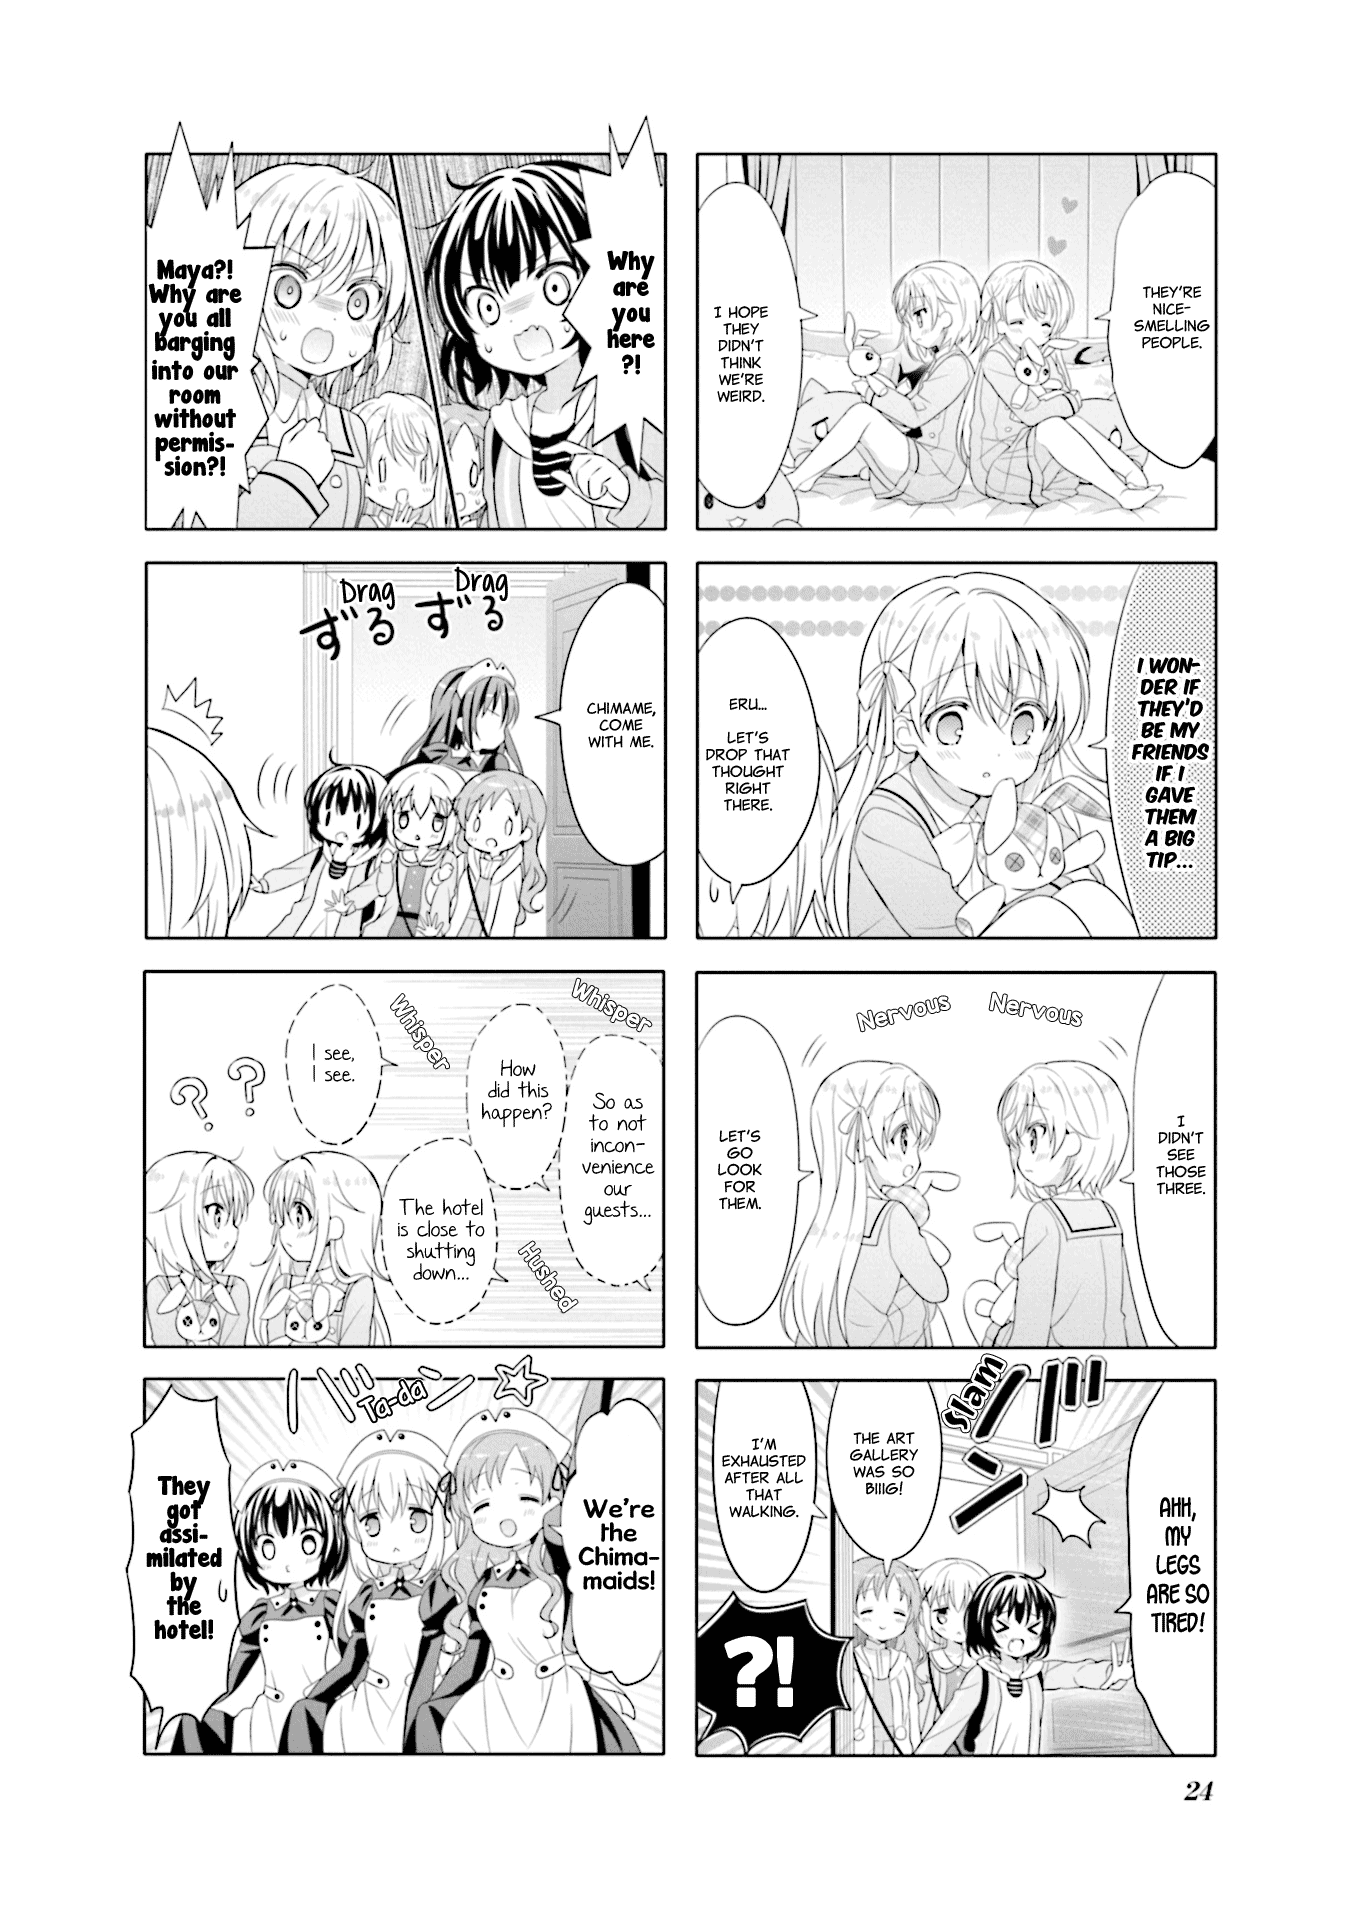 THEY'RE
NICE-
SMELLING
PEOPLE.
I HOPE
THEY
DIDN'T
THINK
WE'RE
WEIRD.
I WON-
DER IF
THEY'D
BE MY
FRIENDS
IF I
GAVE
THEM
A BIG
TIP...
ERU...
LET'S
DROP THAT
THOUGHT
RIGHT
THERE.
Nervous
Nervous
I
DIDN'T
SEE
THOSE
THREE.
LET'S
GO
LOOK
FOR
THEM.
Slam
バーン
AHH,
MY
LEGS
ARE SO
TIRED!
THE ART
GALLERY
WAS SO
BIIIG!
I'M
EXHAUSTED
AFTER ALL
THAT
WALKING.
?!
Why
are
you
here
?!
Maya?!
Why are
you all
barging
into our
room
without
permis-
sion?!
Drag
ずる
Drag
ずる
CHIMAME,
COME
WITH ME.
Whisper
Whisper
So as
to not
incon-
venience
our
guests...
How
did this
happen?
The hotel
is close to
shutting
down...
I see,
I see.
Hushed
? ?
バーン
Ta-da
We're
the
Chima-
maids!
They
got
assi-
milated
by
the
hotel!
24